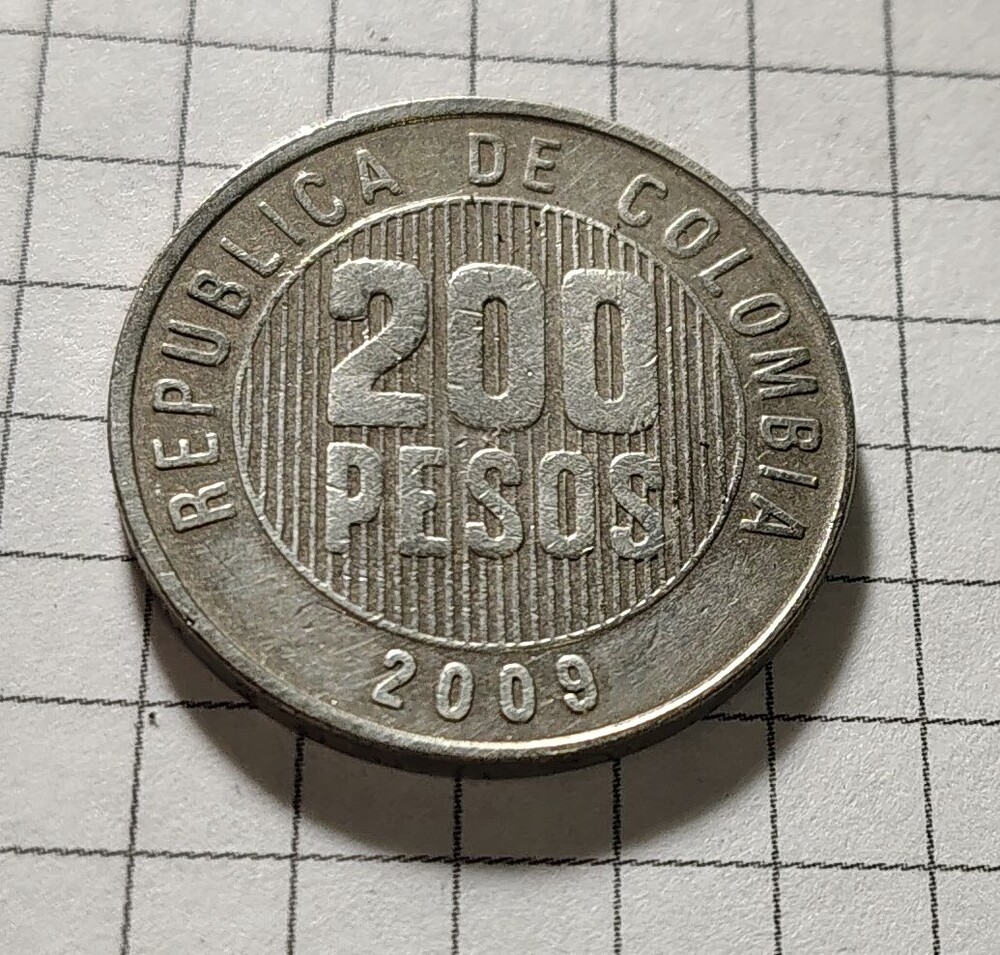 REPUBLICA DE COLOMBIA
200
PESOS
2009